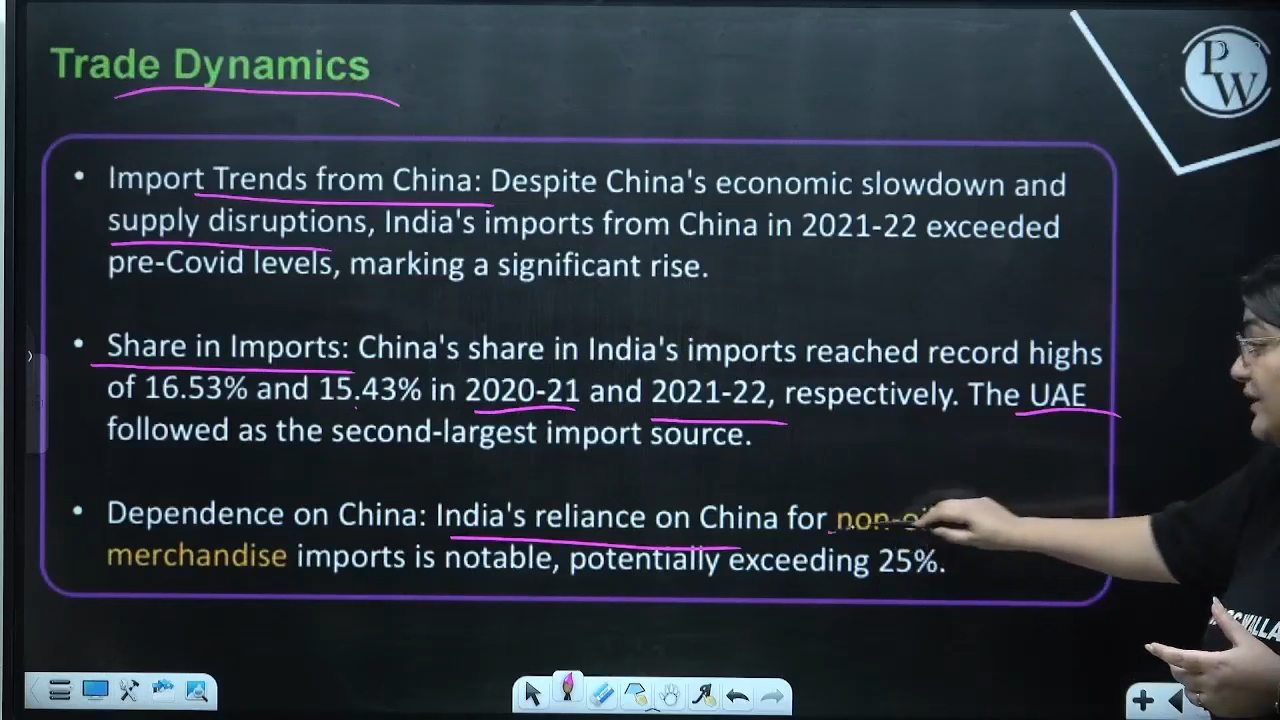 Trade Dynamics
PW
• Import Trends from China: Despite China's economic slowdown and
supply disruptions, India's imports from China in 2021-22 exceeded
pre-Covid levels, marking a significant rise.
• Share in Imports: China's share in India's imports reached record highs
of 16.53% and 15.43% in 2020-21 and 2021-22, respectively. The UAE
followed as the second-largest import source.
• Dependence on China: India's reliance on China for
merchandise imports is notable, potentially exceeding 25%.